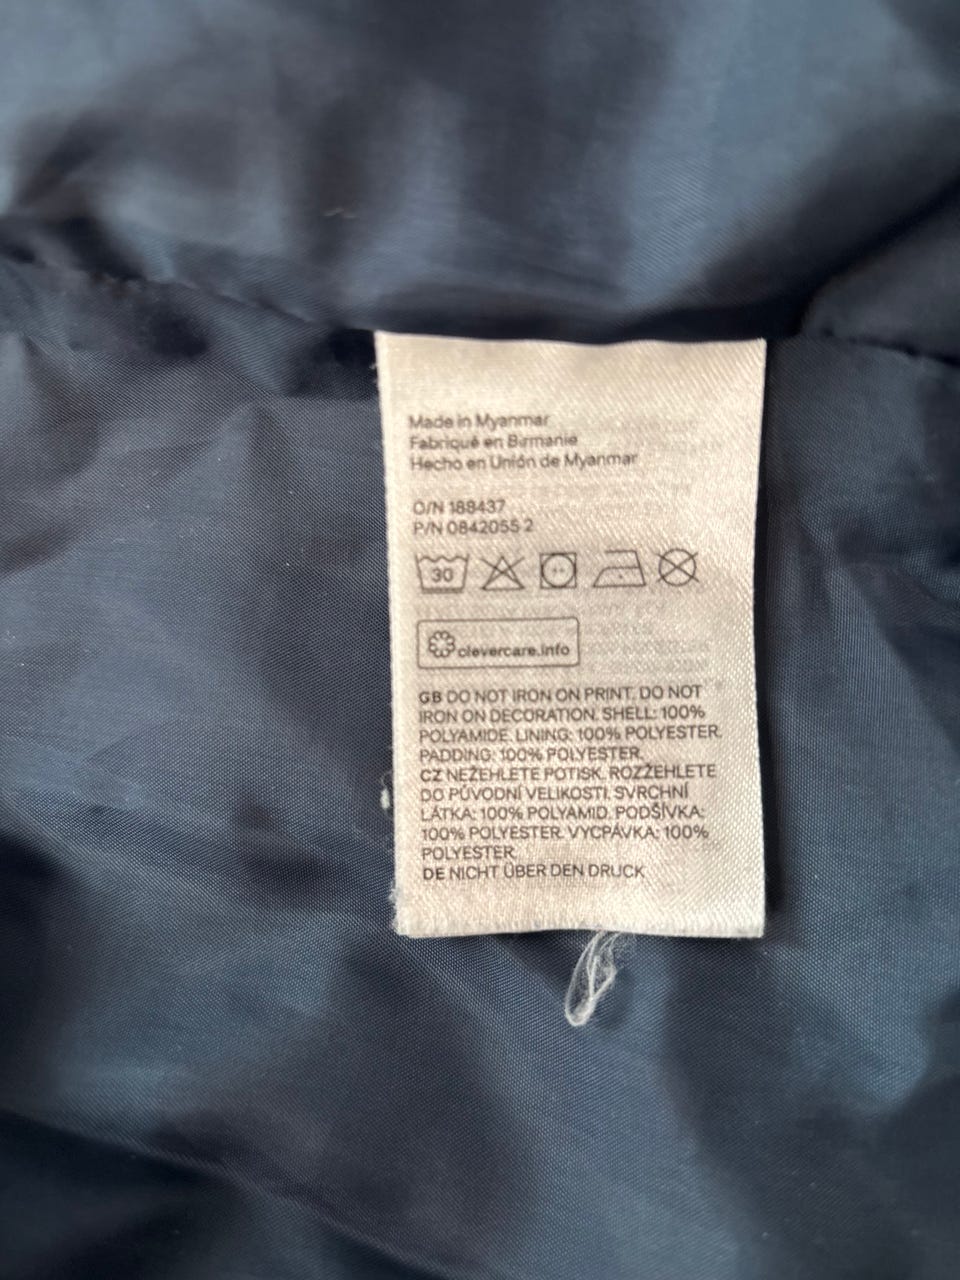 Made in Myanmar
Fabriqué en Birmanie
Hecho en Unión de Myanmar
O/N 188437
P/N 0842055 2
30
clevercare.info
GB DO NOT IRON ON PRINT. DO NOT
IRON ON DECORATION. SHELL: 100%
POLYAMIDE. LINING: 100% POLYESTER.
PADDING: 100% POLYESTER.
CZ NEŽEHLETE POTISK. ROZŽEHLETE
DO PŮVODNÍ VELIKOSTI. SVRCHNÍ
LÁTKA: 100% POLYAMID. PODŠÍVKA:
100% POLYESTER. VYCPÁVKA: 100%
POLYESTER.
DE NICHT ÜBER DEN DRUCK